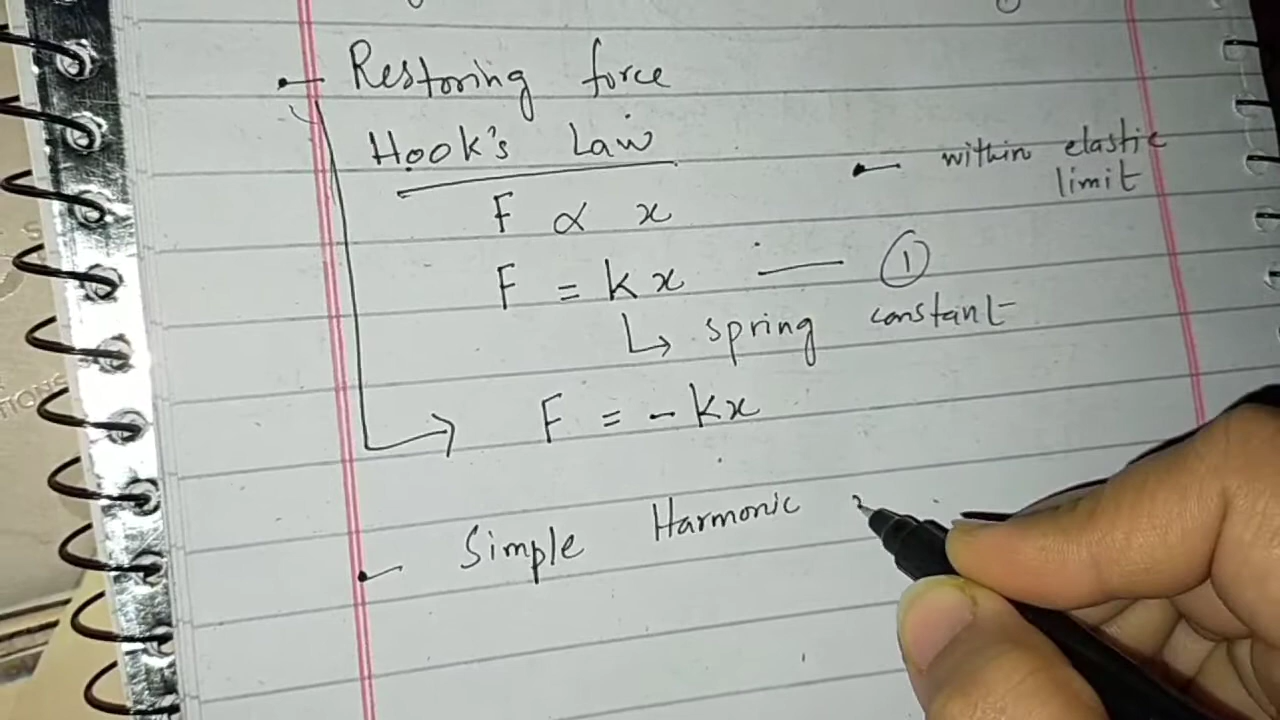 Restoring force
Hook's Law
within elastic
limit
F ∝ x
F = kx — ①
↳ spring constant
→ F = - kx
Simple Harmonic